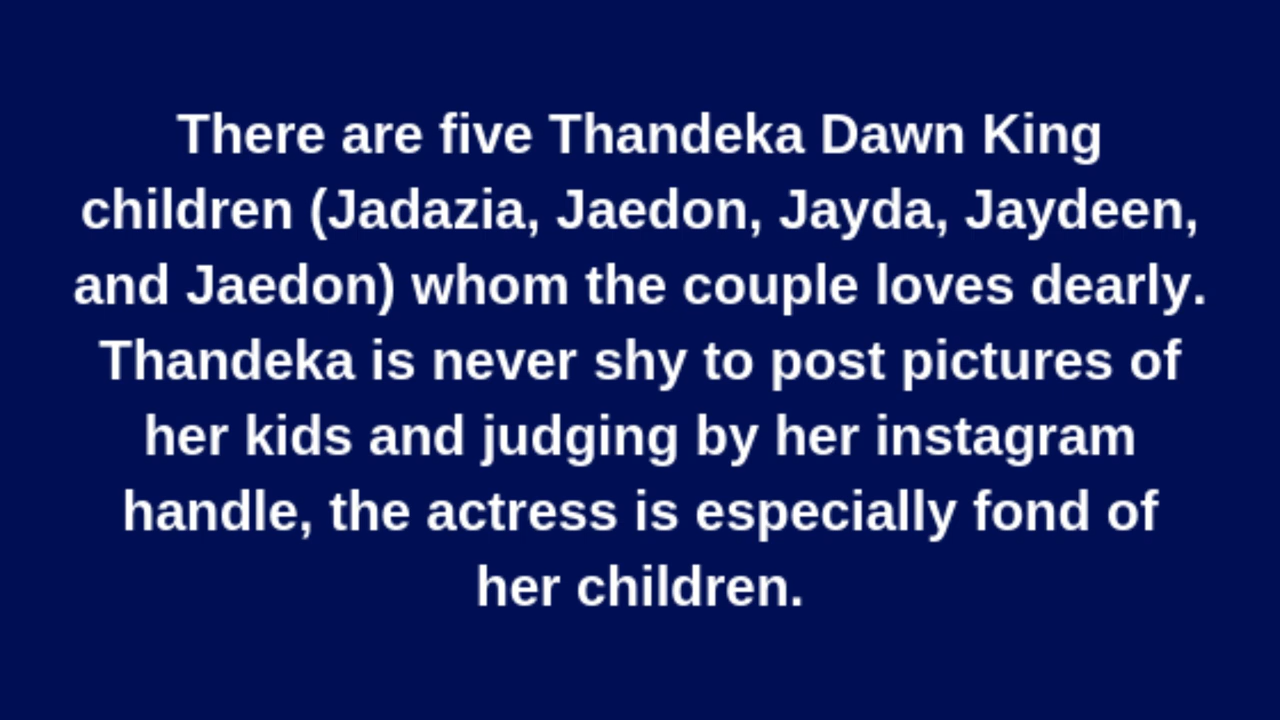 There are five Thandeka Dawn King
children (Jadazia, Jaedon, Jayda, Jaydeen,
and Jaedon) whom the couple loves dearly.
Thandeka is never shy to post pictures of
her kids and judging by her instagram
handle, the actress is especially fond of
her children.